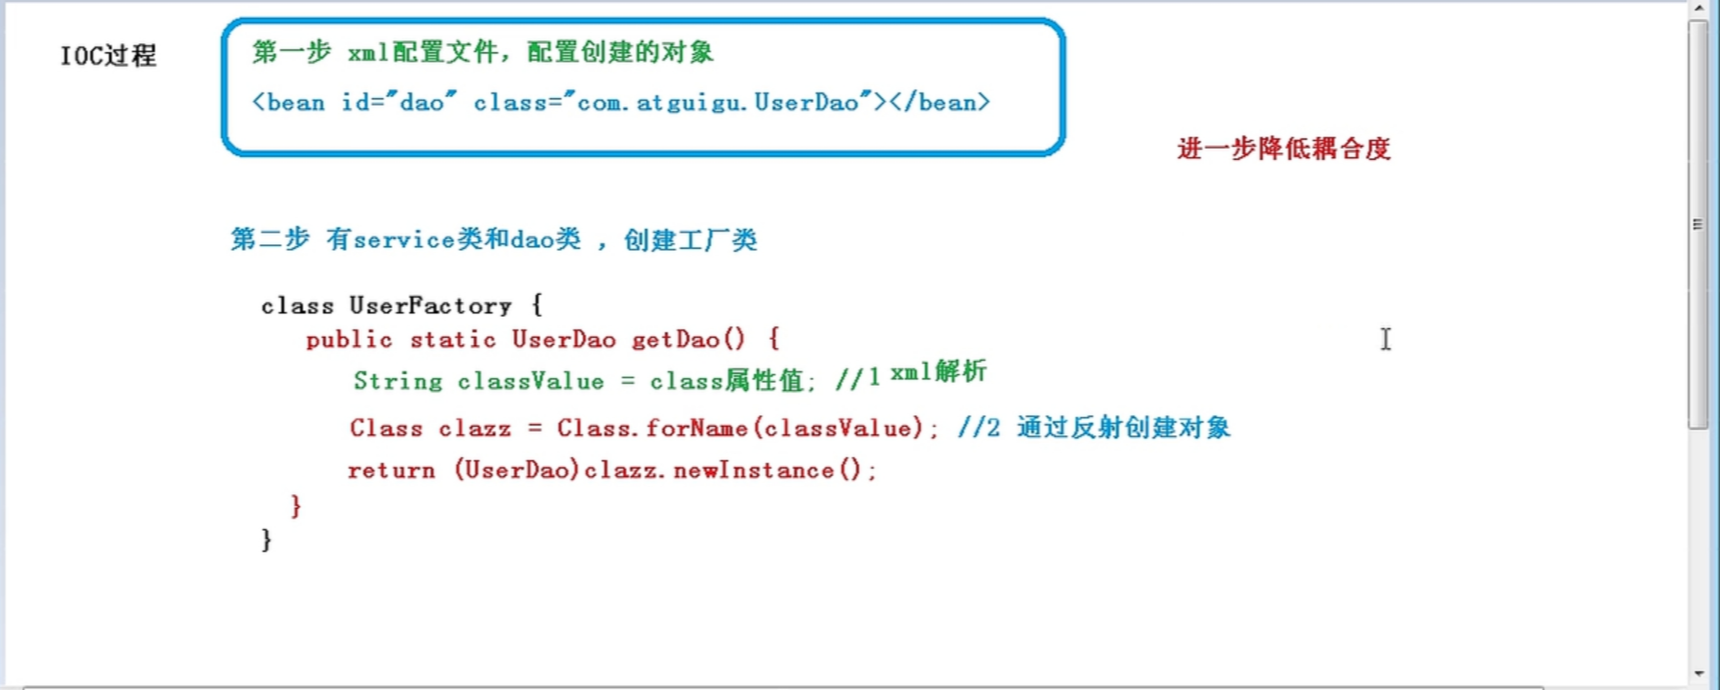 IOC过程
第一步 xml配置文件，配置创建的对象
<bean id="dao" class="com.atguigu.UserDao"></bean>
进一步降低耦合度
第二步 有service类和dao类 ，创建工厂类
class UserFactory {
public static UserDao getDao() {
String classValue = class属性值; //1 xml解析
Class clazz = Class.forName(classValue); //2 通过反射创建对象
return (UserDao)clazz.newInstance();
}
}